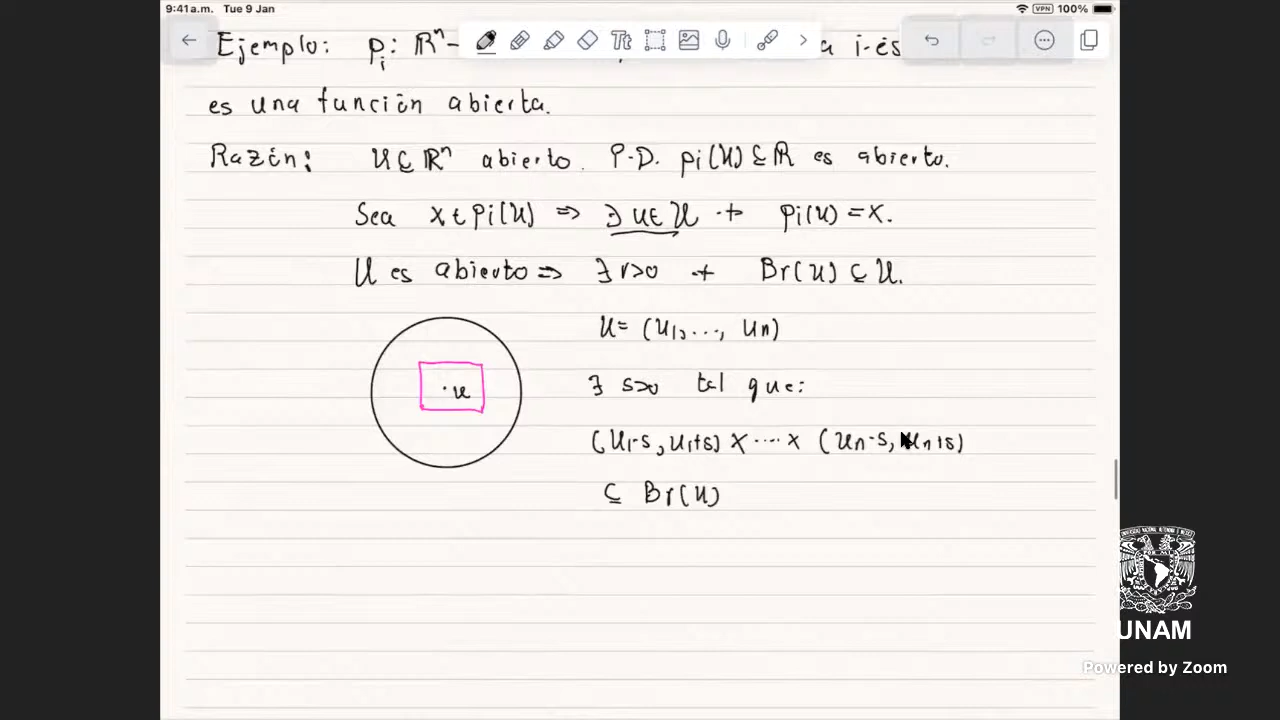 9:41a.m. Tue 9 Jan
VPN 100%
Ejemplo: pᵢ: ℝⁿ- a i-és
es una función abierta.
Razón: U⊆ℝⁿ abierto. P.D. pi(U)⊆ℝ es abierto.
Sea x∈pi(U) ⇒ ∃ u∈U + pi(u)=x.
U es abierto ⇒ ∃ r>0 + Br(u)⊆U.
u= (u₁,..., un)
∃ s>0 tal que:
·u
(u₁-s, u₁+s) x ···· x (un-s, un+s)
⊆ Br(u)
UNAM
Powered by Zoom